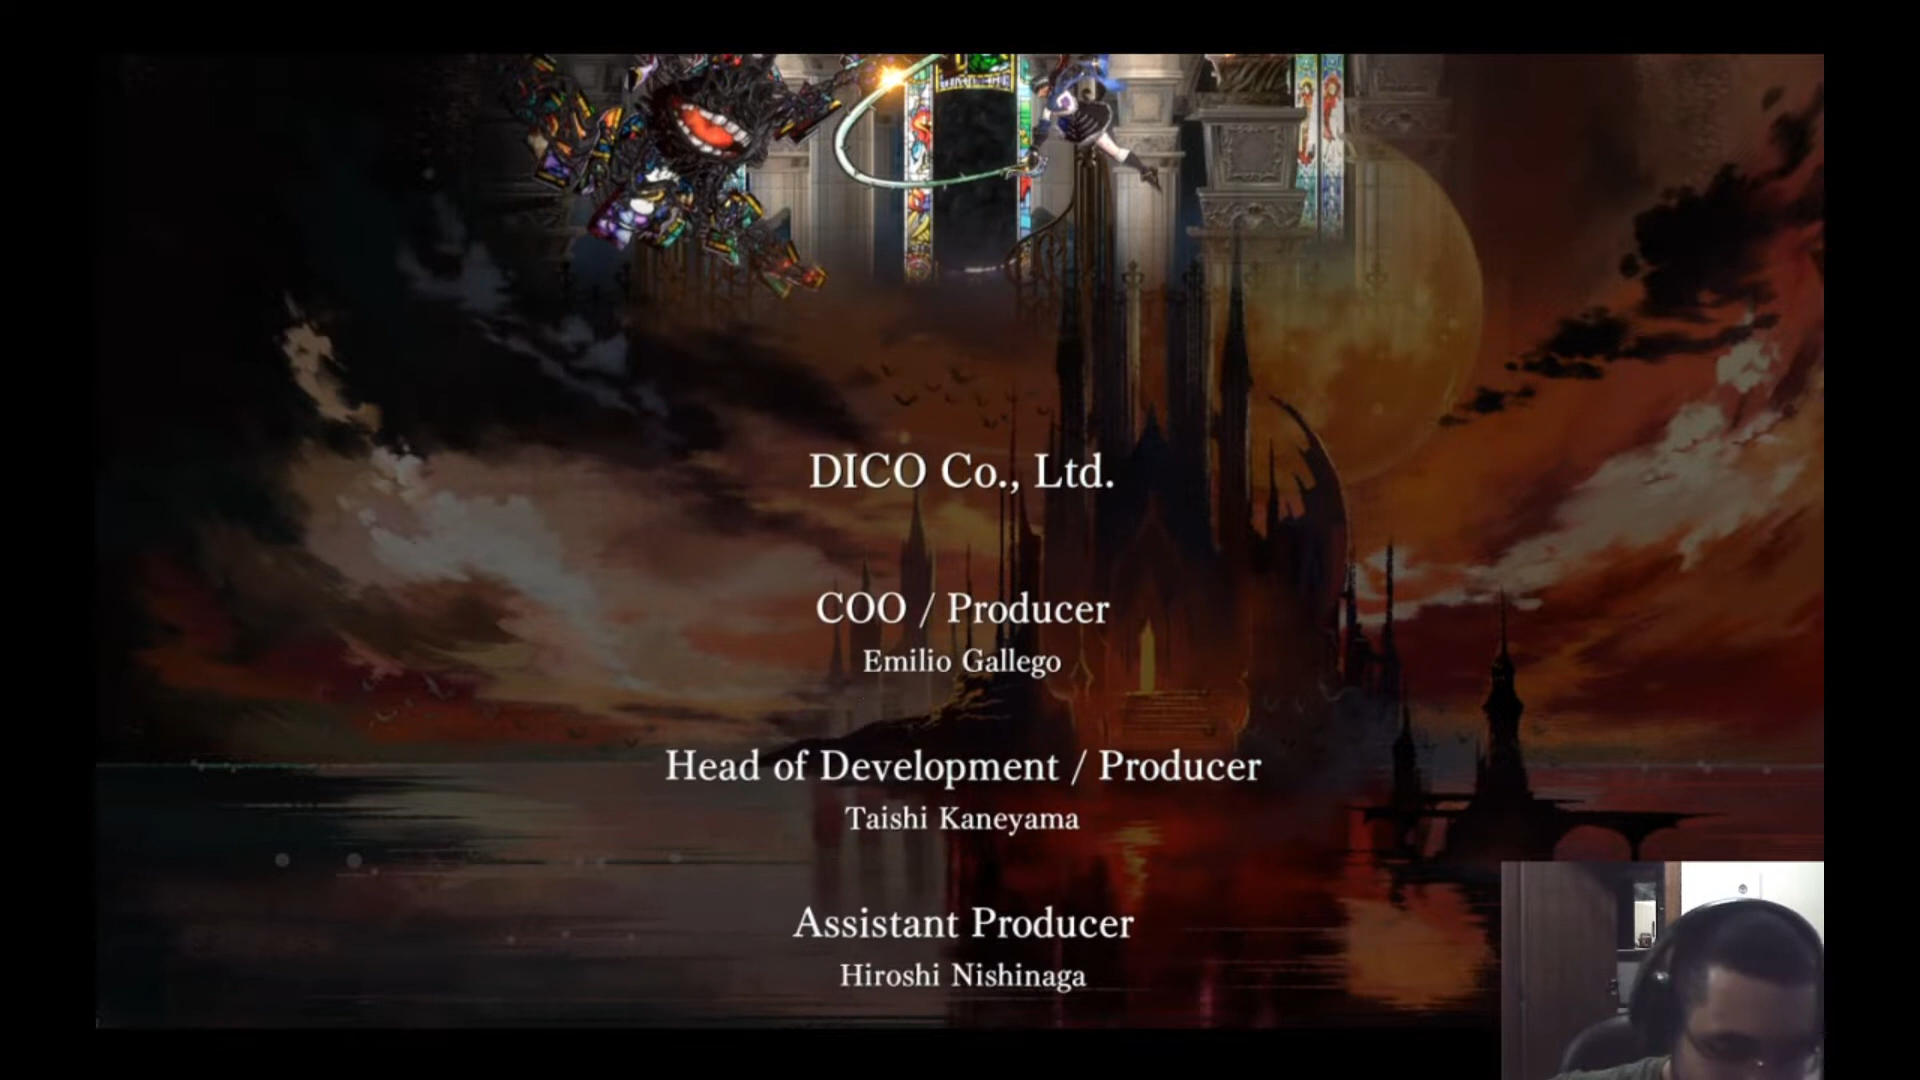 DICO Co., Ltd.
COO / Producer
Emilio Gallego
Head of Development / Producer
Taishi Kaneyama
Assistant Producer
Hiroshi Nishinaga